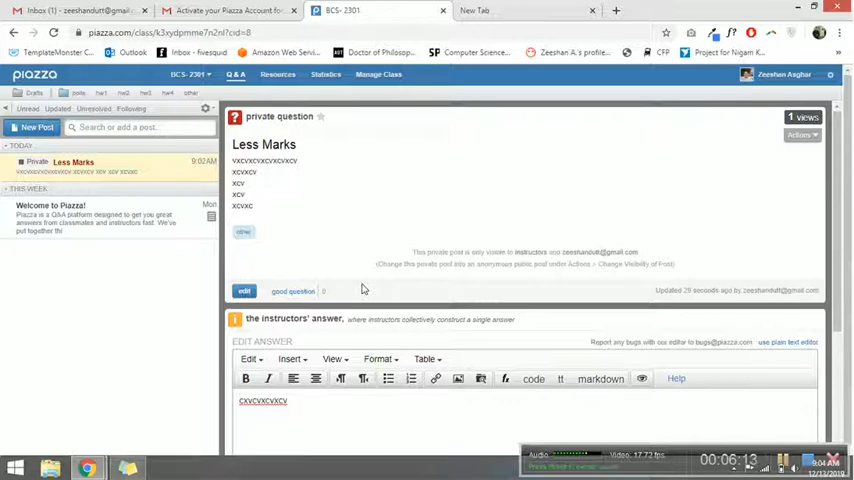 Inbox (1) - zeeshandutt@gmail.c
Activate your Piazza Account for
BCS- 2301
New Tab
piazza.com/class/k3xydpmme7n2nl?cid=8
TemplateMonster C
Outlook
Inbox - fivesquid
Amazon Web Servi
Doctor of Philosop
Computer Science
Zeeshan A.'s profile
CFP
Project for Nigam K
piazza
BCS- 2301
Q & A
Resources
Statistics
Manage Class
Zeeshan Asghar
Drafts
polls
hw1
hw2
hw3
hw4
other
Unread
Updated
Unresolved
Following
New Post
Search or add a post.
TODAY
Private
Less Marks
9:02AM
THIS WEEK
Welcome to Piazza!
Mon
Piazza is a Q&A platform designed to get you great
answers from classmates and instructors fast. We've
put together thi
private question
1 views
Actions
Less Marks
vxcvxcvxcvxcvxcv
xcvxcv
xcv
xcv
xcvxc
other
This private post is only visible to instructors and zeeshandutt@gmail.com
(Change this private post into an anonymous public post under Actions > Change Visibility of Post)
edit
good question
0
Updated 29 seconds ago by zeeshandutt@gmail.com
the instructors' answer, where instructors collectively construct a single answer
EDIT ANSWER
Report any bugs with our editor to bugs@piazza.com
use plain text editor
Edit
Insert
View
Format
Table
B
I
fx
code
tt
markdown
Help
cxvcvxcvxcv
Audio
Video: 17.72 fps.
00:06:13
9:04 AM
12/13/2019